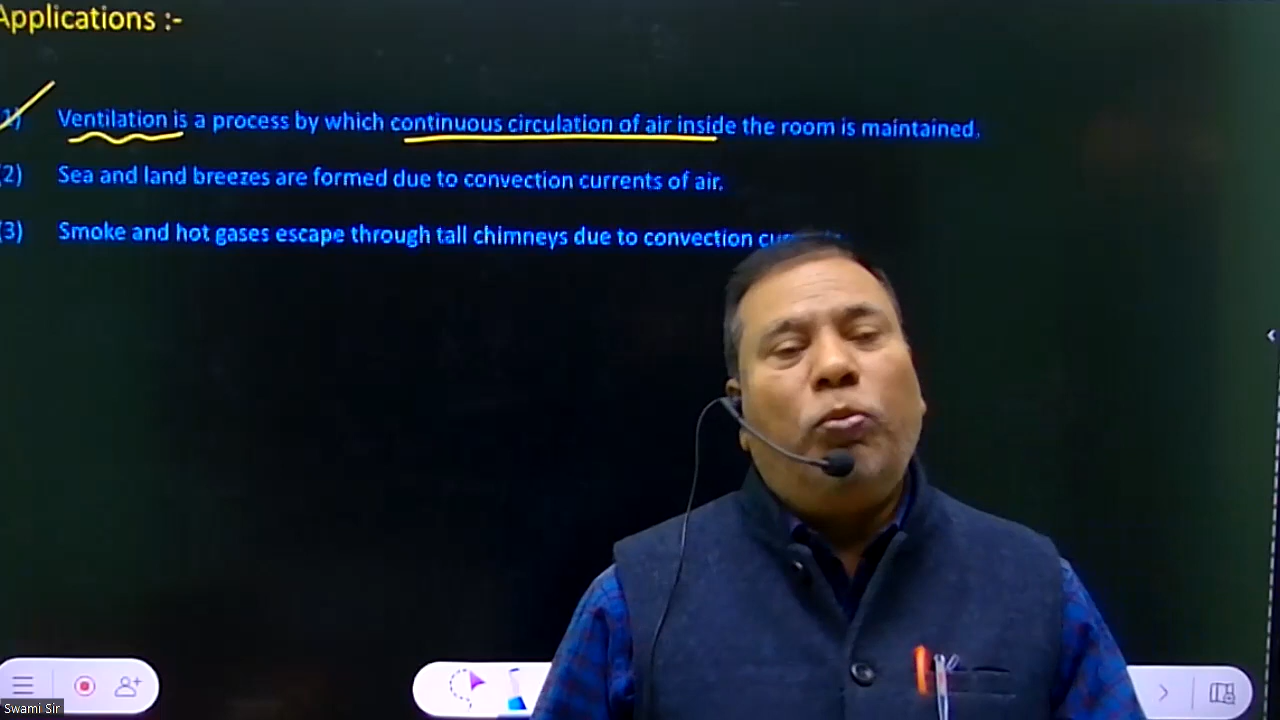 Applications :-
(1) Ventilation is a process by which continuous circulation of air inside the room is maintained.
(2) Sea and land breezes are formed due to convection currents of air.
(3) Smoke and hot gases escape through tall chimneys due to convection
Swami Sir